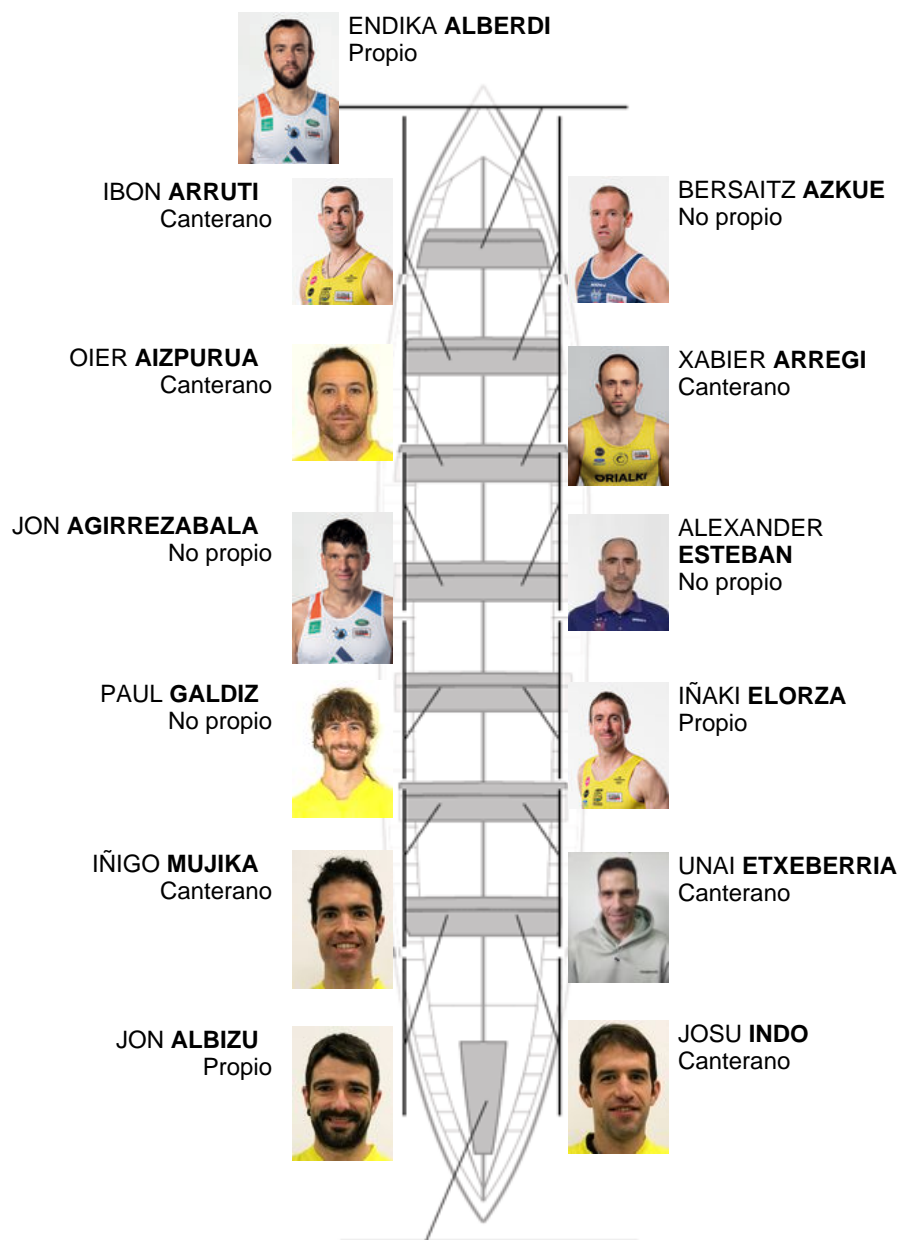 ENDIKA ALBERDI
Propio
IBON ARRUTI
Canterano
BERSAITZ AZKUE
No propio
OIER AIZPURUA
Canterano
XABIER ARREGI
Canterano
ORIALKI
JON AGIRREZABALA
No propio
ALEXANDER
ESTEBAN
No propio
PAUL GALDIZ
No propio
IÑAKI ELORZA
Propio
IÑIGO MUJIKA
Canterano
UNAI ETXEBERRIA
Canterano
JON ALBIZU
Propio
JOSU INDO
Canterano